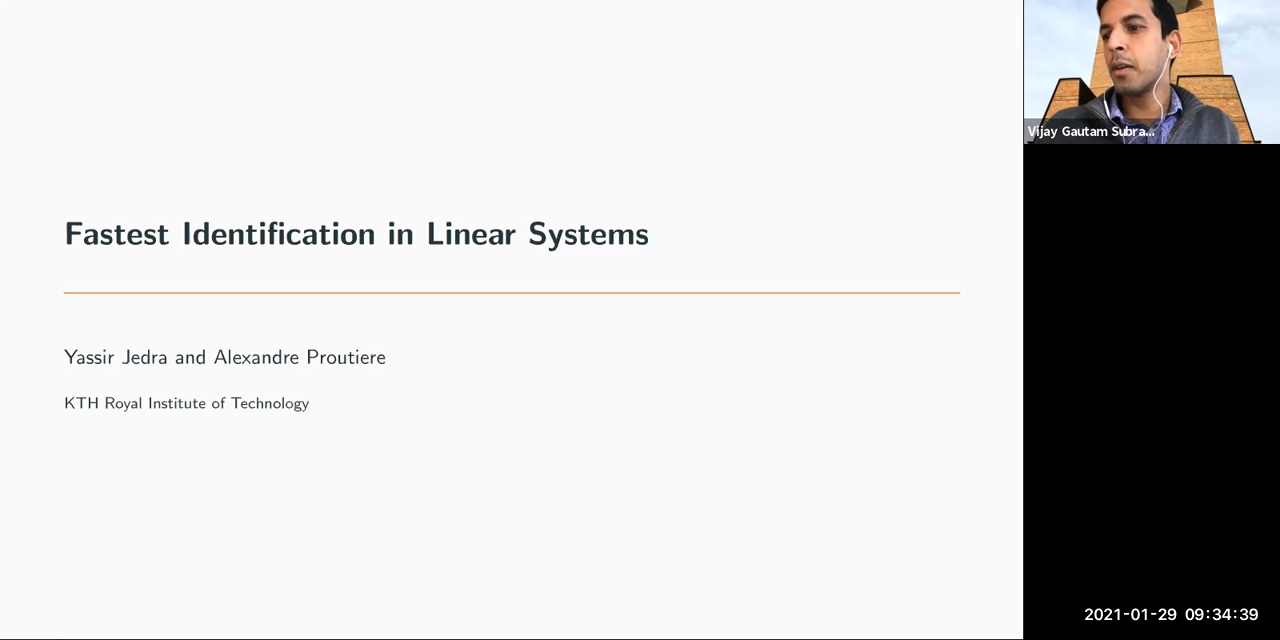 Fastest Identification in Linear Systems
Yassir Jedra and Alexandre Proutiere
KTH Royal Institute of Technology
Vijay Gautam Subra...
2021-01-29 09:34:39